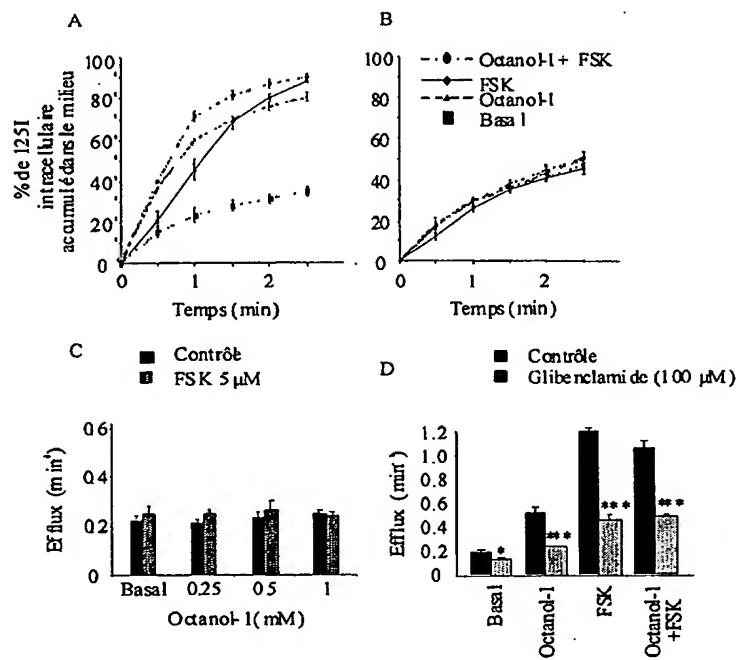 A
B
% de 125I
intracellulaire
accumulé dans le milieu
100
80
60
40
20
0
0
1
2
Temps (min)
100
80
60
40
20
0
0
1
2
Temps (min)
Octanol-1 + FSK
FSK
Octanol-1
Basal
C
Contrôle
FSK 5 µM
Efflux (min⁻¹)
0.6
0.4
0.2
0
Basal
0.25
0.5
1
Octanol-1 (mM)
D
Contrôle
Glibenclamide (100 µM)
Efflux (min⁻¹)
1.2
1.0
0.8
0.6
0.4
0.2
0
*
***
***
***
Basal
Octanol-1
FSK
Octanol-1
+FSK